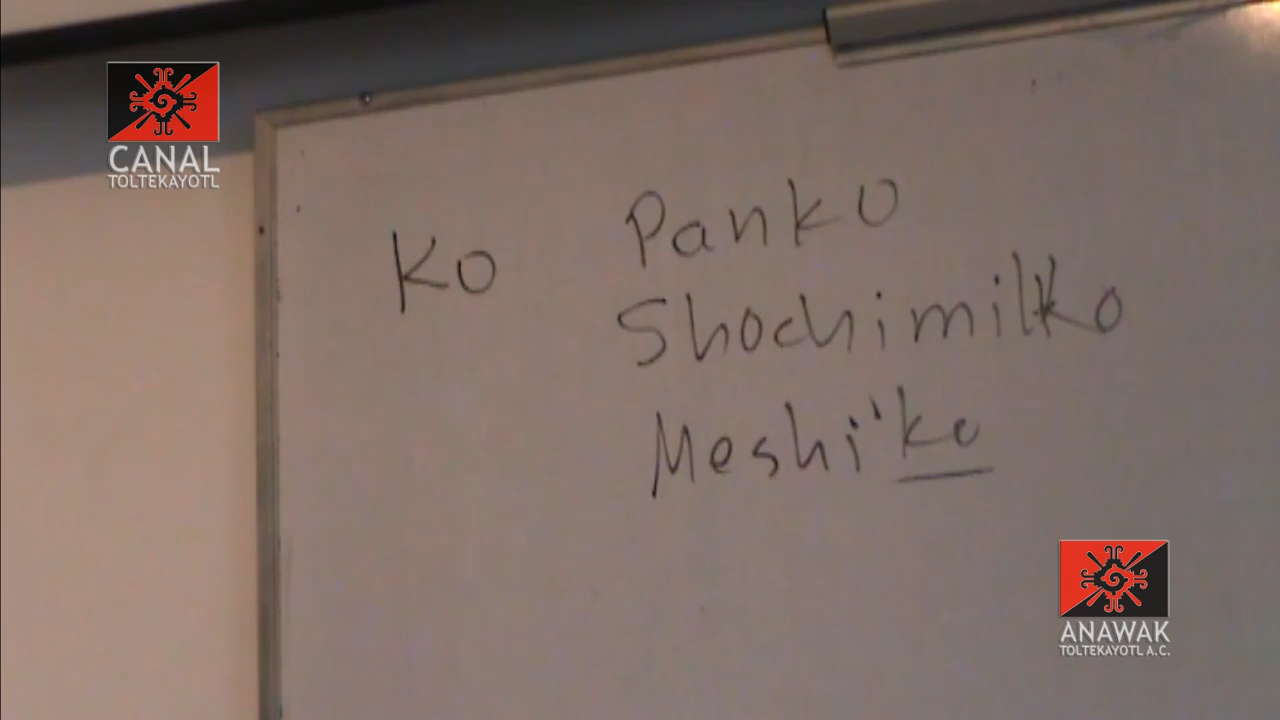 CANAL
TOLTEKAYOTL
Ko
Panko
Shochimilko
Meshi'ko
ANAWAK
TOLTEKAYOTL A.C.